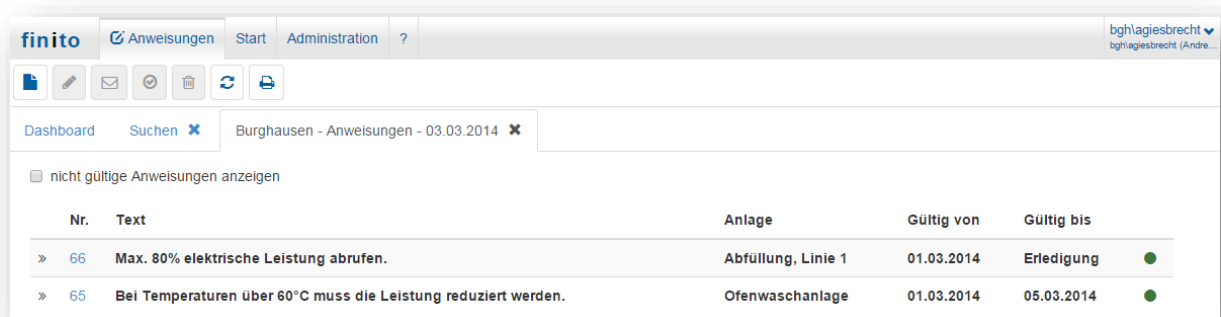 finito Anweisungen Start Administration ? bgh\agiesbrecht
bgh\agiesbrecht (Andre...
Dashboard Suchen Burghausen - Anweisungen - 03.03.2014
nicht gültige Anweisungen anzeigen
Nr. Text Anlage Gültig von Gültig bis
» 66 Max. 80% elektrische Leistung abrufen. Abfüllung, Linie 1 01.03.2014 Erledigung
» 65 Bei Temperaturen über 60°C muss die Leistung reduziert werden. Ofenwaschanlage 01.03.2014 05.03.2014